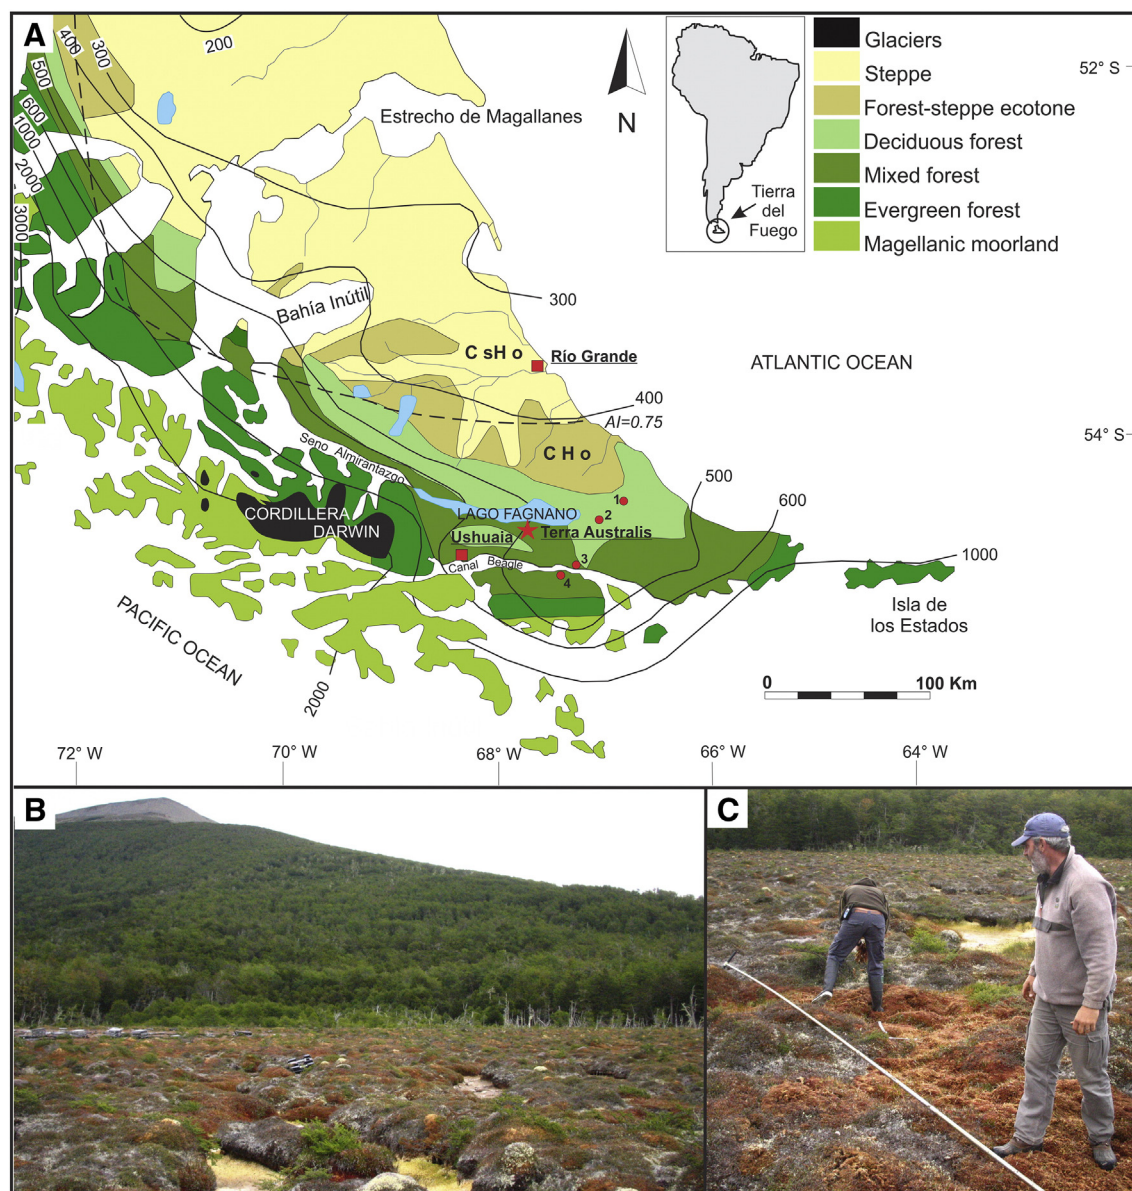 A
400
300
200
500
600
1000
2000
3000
Estrecho de Magallanes
N
Tierra
del
Fuego
Glaciers
Steppe
Forest-steppe ecotone
Deciduous forest
Mixed forest
Evergreen forest
Magellanic moorland
52° S
Bahía Inútil
300
C sH o
Río Grande
ATLANTIC OCEAN
400
AI=0.75
54° S
C H o
Seno Almirantazgo
500
600
1
2
LAGO FAGNANO
CORDILLERA
DARWIN
Ushuaia
Terra Australis
3
Canal Beagle
4
1000
Isla de
los Estados
PACIFIC OCEAN
2000
0 100 Km
72° W
70° W
68° W
66° W
64° W
B
C